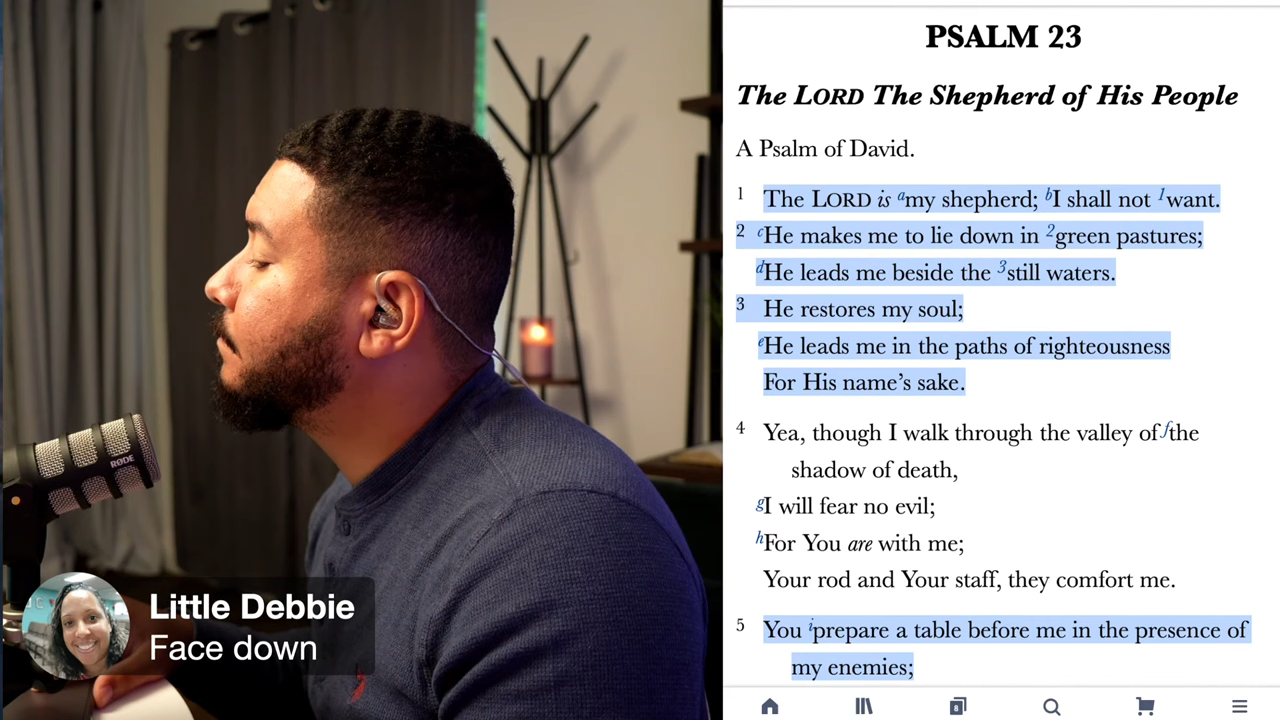 RØDE
Little Debbie
Face down
PSALM 23
The LORD The Shepherd of His People
A Psalm of David.
1 The LORD is ᵃmy shepherd; ᵇI shall not ¹want.
2 ᶜHe makes me to lie down in ²green pastures;
ᵈHe leads me beside the ³still waters.
3 He restores my soul;
ᵉHe leads me in the paths of righteousness
For His name’s sake.
4 Yea, though I walk through the valley of ᶠthe
shadow of death,
ᵍI will fear no evil;
ʰFor You are with me;
Your rod and Your staff, they comfort me.
5 You ⁱprepare a table before me in the presence of
my enemies;
8